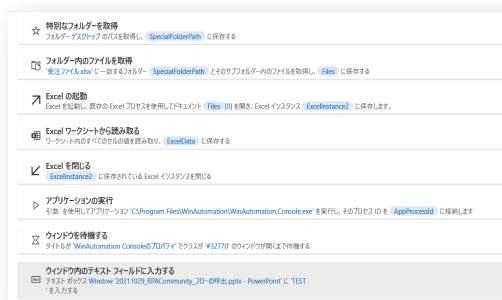 特別なフォルダーを取得
フォルダー デスクトップ のパスを取得し、 SpecialFolderPath に保存する
フォルダー内のファイルを取得
'受注ファイル.xlsx' に一致するフォルダー SpecialFolderPath とそのサブフォルダー内のファイルを取得し、 Files に保存する
Excel の起動
Excel を起動し、既存の Excel プロセスを使用してドキュメント Files [0] を開き、Excel インスタンス ExcelInstance2 に保存します。
Excel ワークシートから読み取る
ワークシート内のすべてのセルの値を読み取り、 ExcelData に保存する
Excel を閉じる
ExcelInstance2 に保存されている Excel インスタンスを閉じる
アプリケーションの実行
引数 を使用してアプリケーション 'C:\Program Files\WinAutomation\WinAutomation.Console.exe' を実行し、そのプロセス ID を AppProcessId に格納します
ウィンドウを待機する
タイトルが 'WinAutomation Consoleのプロパティ' でクラスが '#32770' のウィンドウが開くまで待機する
ウィンドウ内のテキスト フィールドに入力する
テキスト ボックス Window '20211029_RPACommunity_フローの呼出.pptx - PowerPoint' に 'TEST
' を入力する